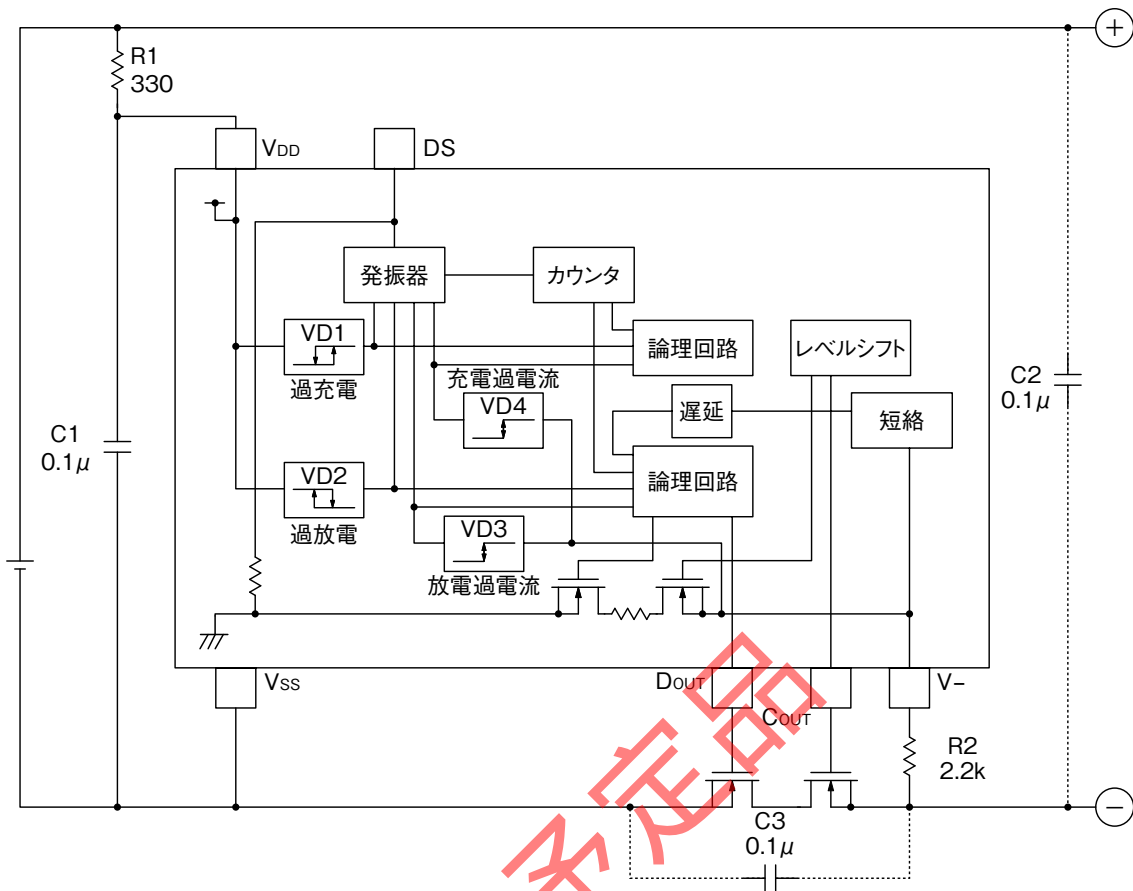 +
R1
330
VDD
DS
発振器
カウンタ
VD1
過充電
論理回路
レベルシフト
充電過電流
VD4
遅延
短絡
C1
0.1μ
C2
0.1μ
VD2
過放電
論理回路
VD3
放電過電流
VSS
DOUT
COUT
V−
R2
2.2k
C3
0.1μ
−
予定品